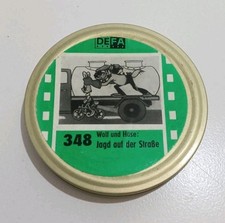 DEFA
348 Wolf und Hase:
Jagd auf der Straße